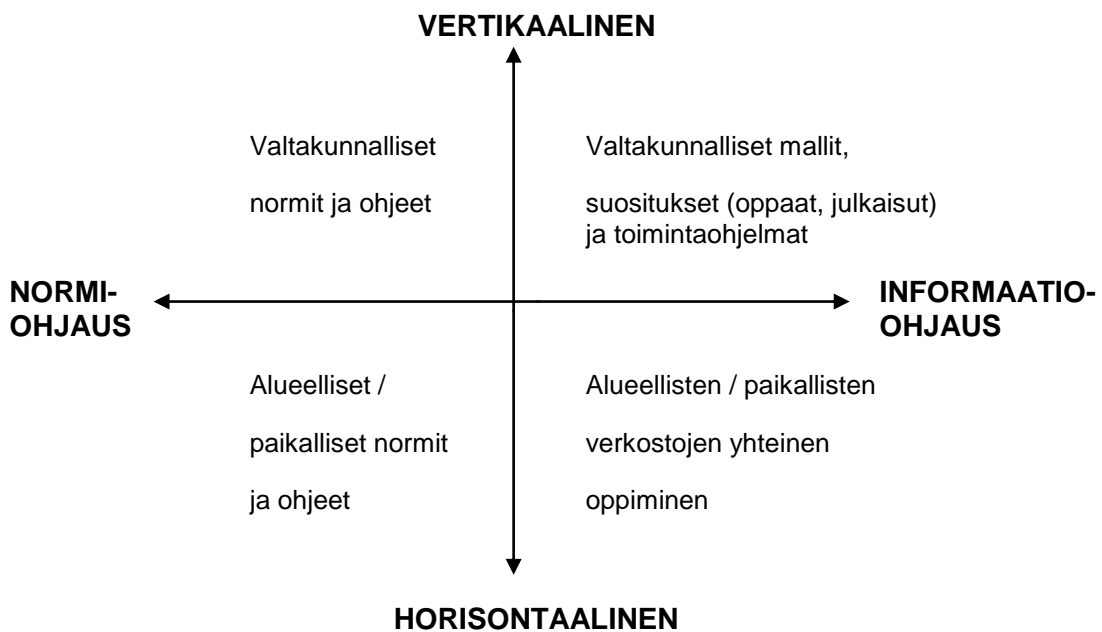 VERTIKAALINEN
Valtakunnalliset
normit ja ohjeet
Valtakunnalliset mallit,
suositukset (oppaat, julkaisut)
ja toimintaohjelmat
NORMI-
OHJAUS
INFORMAATIO-
OHJAUS
Alueelliset /
paikalliset normit
ja ohjeet
Alueellisten / paikallisten
verkostojen yhteinen
oppiminen
HORISONTAALINEN